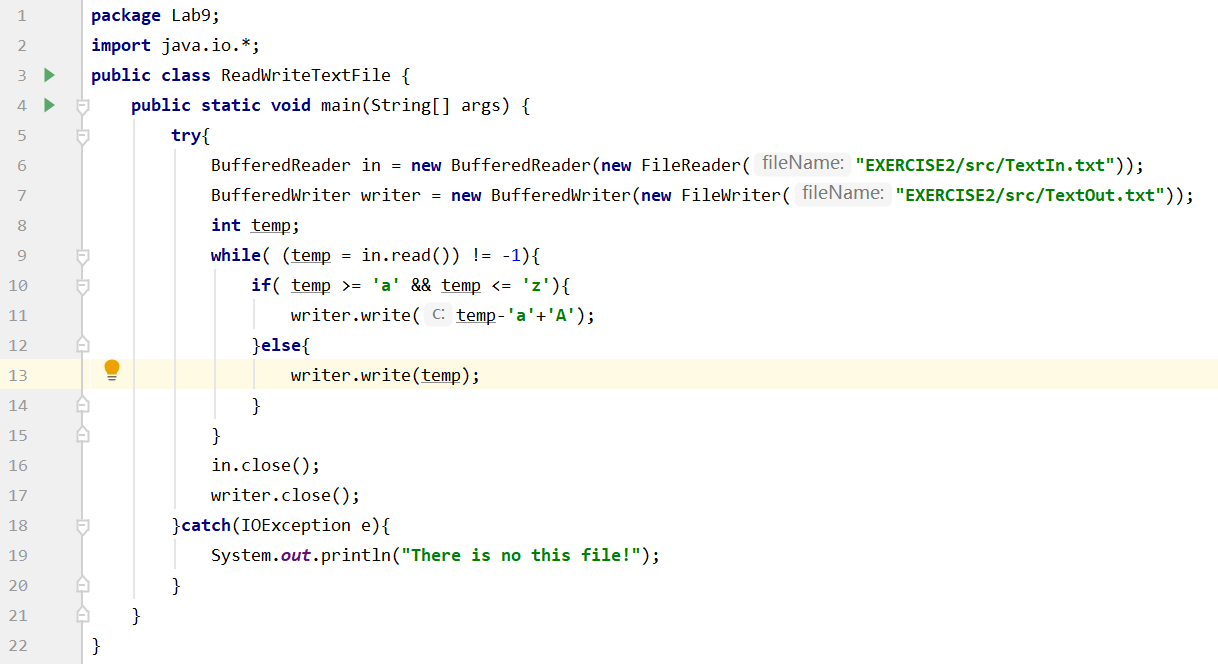 1 package Lab9;
2 import java.io.*;
3 public class ReadWriteTextFile {
4 public static void main(String[] args) {
5 try{
6 BufferedReader in = new BufferedReader(new FileReader( fileName: "EXERCISE2/src/TextIn.txt"));
7 BufferedWriter writer = new BufferedWriter(new FileWriter( fileName: "EXERCISE2/src/TextOut.txt"));
8 int temp;
9 while( (temp = in.read()) != -1){
10 if( temp >= 'a' && temp <= 'z'){
11 writer.write( c: temp-'a'+'A');
12 }else{
13 writer.write(temp);
14 }
15 }
16 in.close();
17 writer.close();
18 }catch(IOException e){
19 System.out.println("There is no this file!");
20 }
21 }
22 }